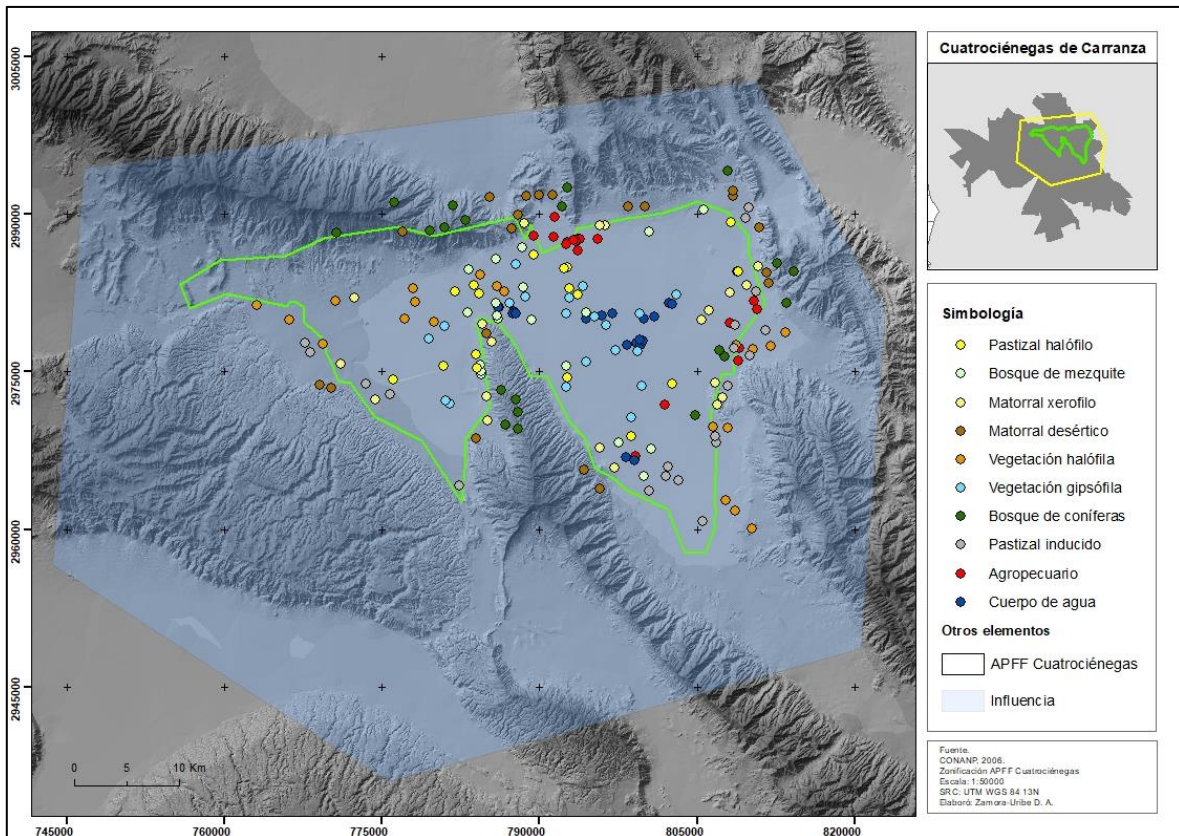 Cuatrociénegas de Carranza
3005000
2990000
2975000
2960000
2945000
745000
760000
775000
790000
805000
820000
0 5 10 Km
Simbología
Pastizal halófilo
Bosque de mezquite
Matorral xerofilo
Matorral desértico
Vegetación halófila
Vegetación gipsófila
Bosque de coníferas
Pastizal inducido
Agropecuario
Cuerpo de agua
Otros elementos
APFF Cuatrociénegas
Influencia
Fuente.
CONANP, 2006.
Zonificación APFF Cuatrociénegas
Escala: 1:50000
SRC: UTM WGS 84 13N
Elaboró: Zamora-Uribe D. A.